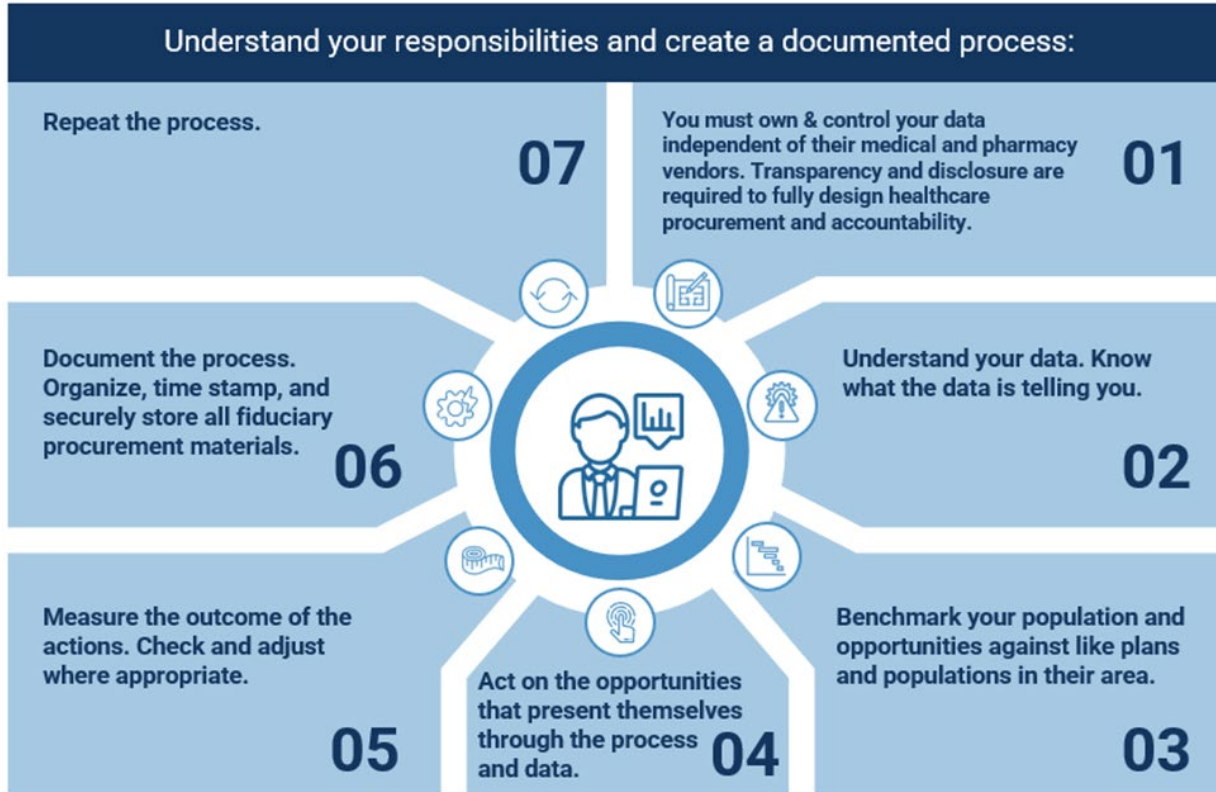 Understand your responsibilities and create a documented process:
You must own & control your data
independent of their medical and pharmacy
vendors. Transparency and disclosure are
required to fully design healthcare
procurement and accountability.
01
Understand your data. Know
what the data is telling you.
02
Benchmark your population and
opportunities against like plans
and populations in their area.
03
Act on the opportunities
that present themselves
through the process
and data.
04
Measure the outcome of the
actions. Check and adjust
where appropriate.
05
Document the process.
Organize, time stamp, and
securely store all fiduciary
procurement materials.
06
Repeat the process.
07